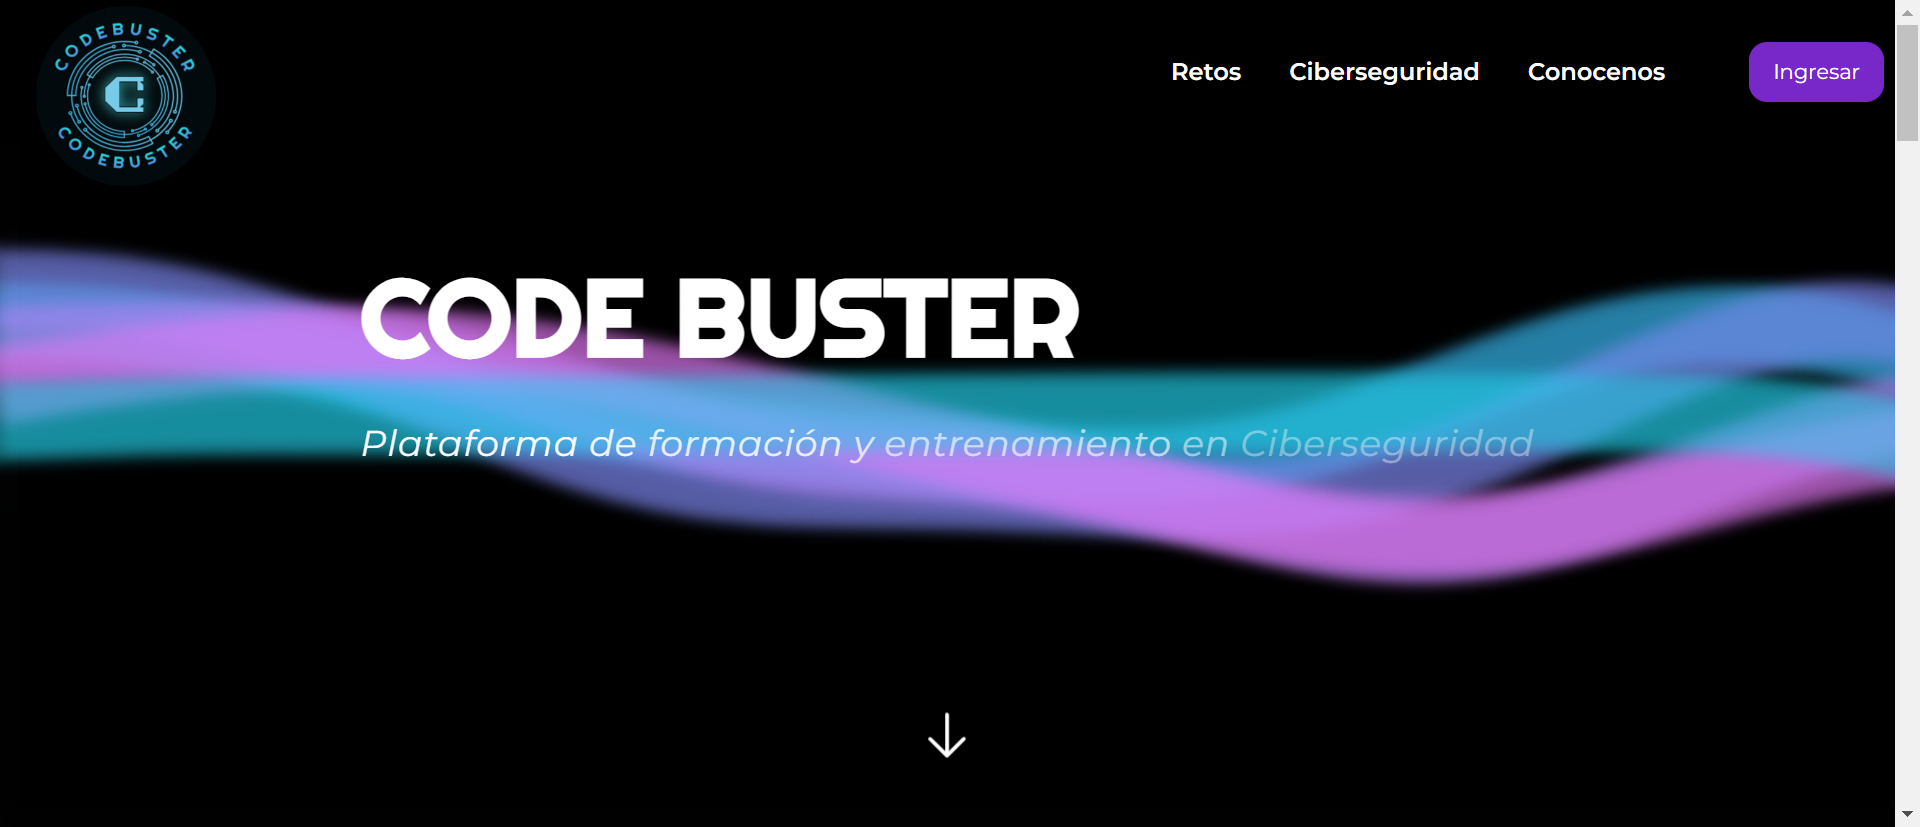 CODEBUSTER
C
CODEBUSTER
Retos Ciberseguridad Conocenos Ingresar
CODE BUSTER
Plataforma de formación y entrenamiento en Ciberseguridad